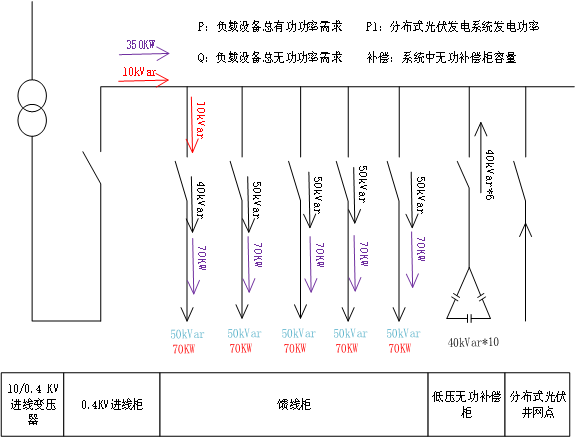 P: 负载设备总有功功率需求 P1: 分布式光伏发电系统发电功率
350KW
Q: 负载设备总无功功率需求 补偿: 系统中无功补偿柜容量
10kVar
10kVar
40kVar
50kVar
50kVar
50kVar
50kVar
40kVar*6
70KW
70KW
70KW
70KW
70KW
50kVar 50kVar 50kVar 50kVar 50kVar
70KW 70KW 70KW 70KW 70KW
40kVar*10
10/0.4 KV
进线变压
器
0.4KV进线柜
馈线柜
低压无功补偿
柜
分布式光伏
并网点